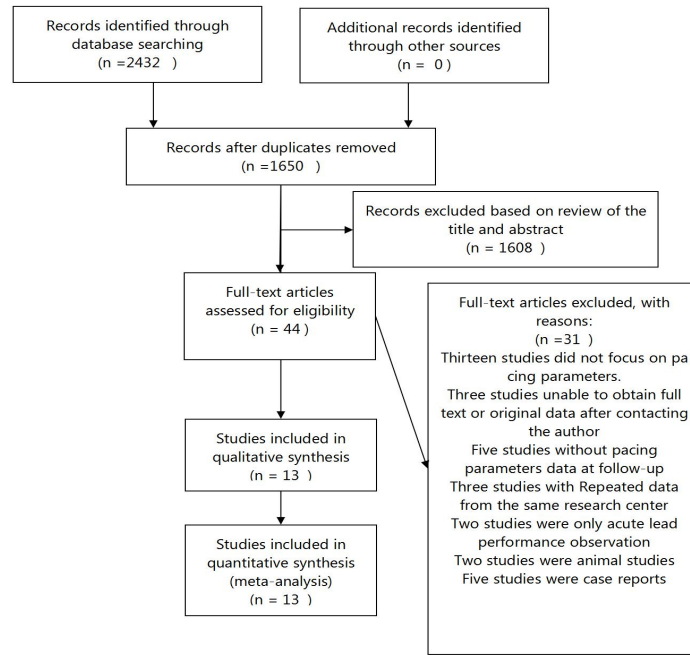 Records identified through
database searching
(n =2432  )
Additional records identified
through other sources
(n =  0 )
Records after duplicates removed
(n =1650  )
Records excluded based on review of the
title and abstract
(n = 1608  )
Full-text articles
assessed for eligibility
(n = 44 )
Full-text articles excluded, with
reasons:
(n =31  )
Thirteen studies did not focus on pa
cing parameters.
Three studies unable to obtain full
text or original data after contacting
the author
Five studies without pacing
parameters data at follow-up
Three studies with Repeated data
from the same research center
Two studies were only acute lead
performance observation
Two studies were animal studies
Five studies were case reports
Studies included in
qualitative synthesis
(n = 13  )
Studies included in
quantitative synthesis
(meta-analysis)
(n = 13  )